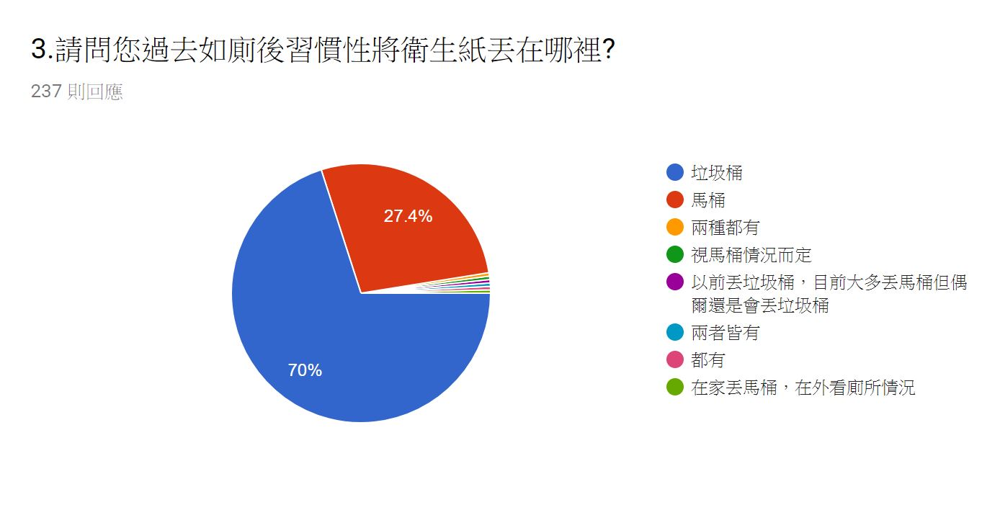 3.請問您過去如廁後習慣性將衛生紙丟在哪裡?
237 則回應
27.4%
70%
垃圾桶
馬桶
兩種都有
視馬桶情況而定
以前丟垃圾桶，目前大多丟馬桶但偶
爾還是會丟垃圾桶
兩者皆有
都有
在家丟馬桶，在外看廁所情況